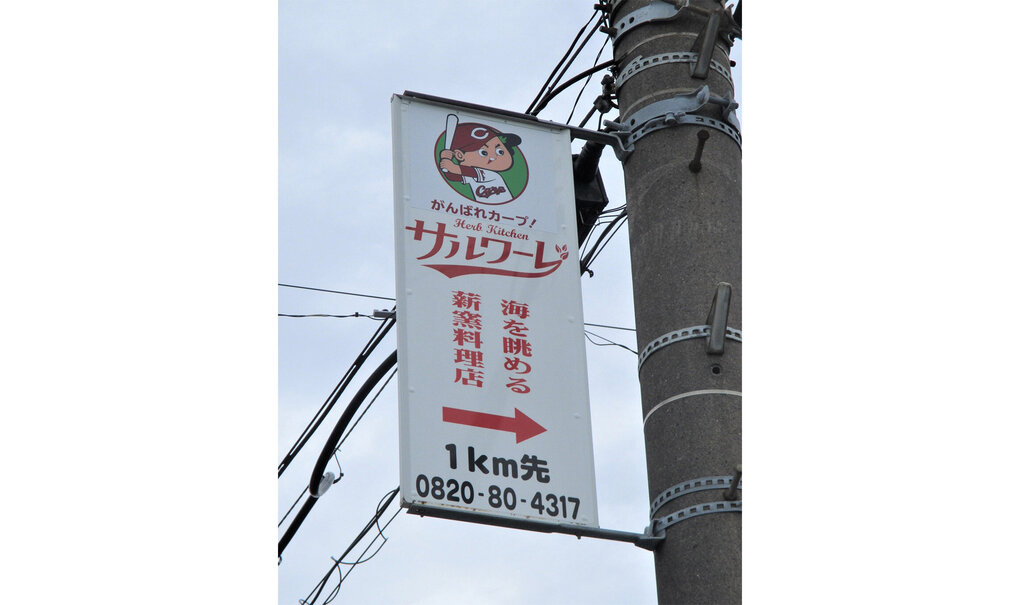 C
Carp
がんばれカープ!
Herb Kitchen
サルワーレ
海を眺める
薪窯料理店
1km先
0820-80-4317